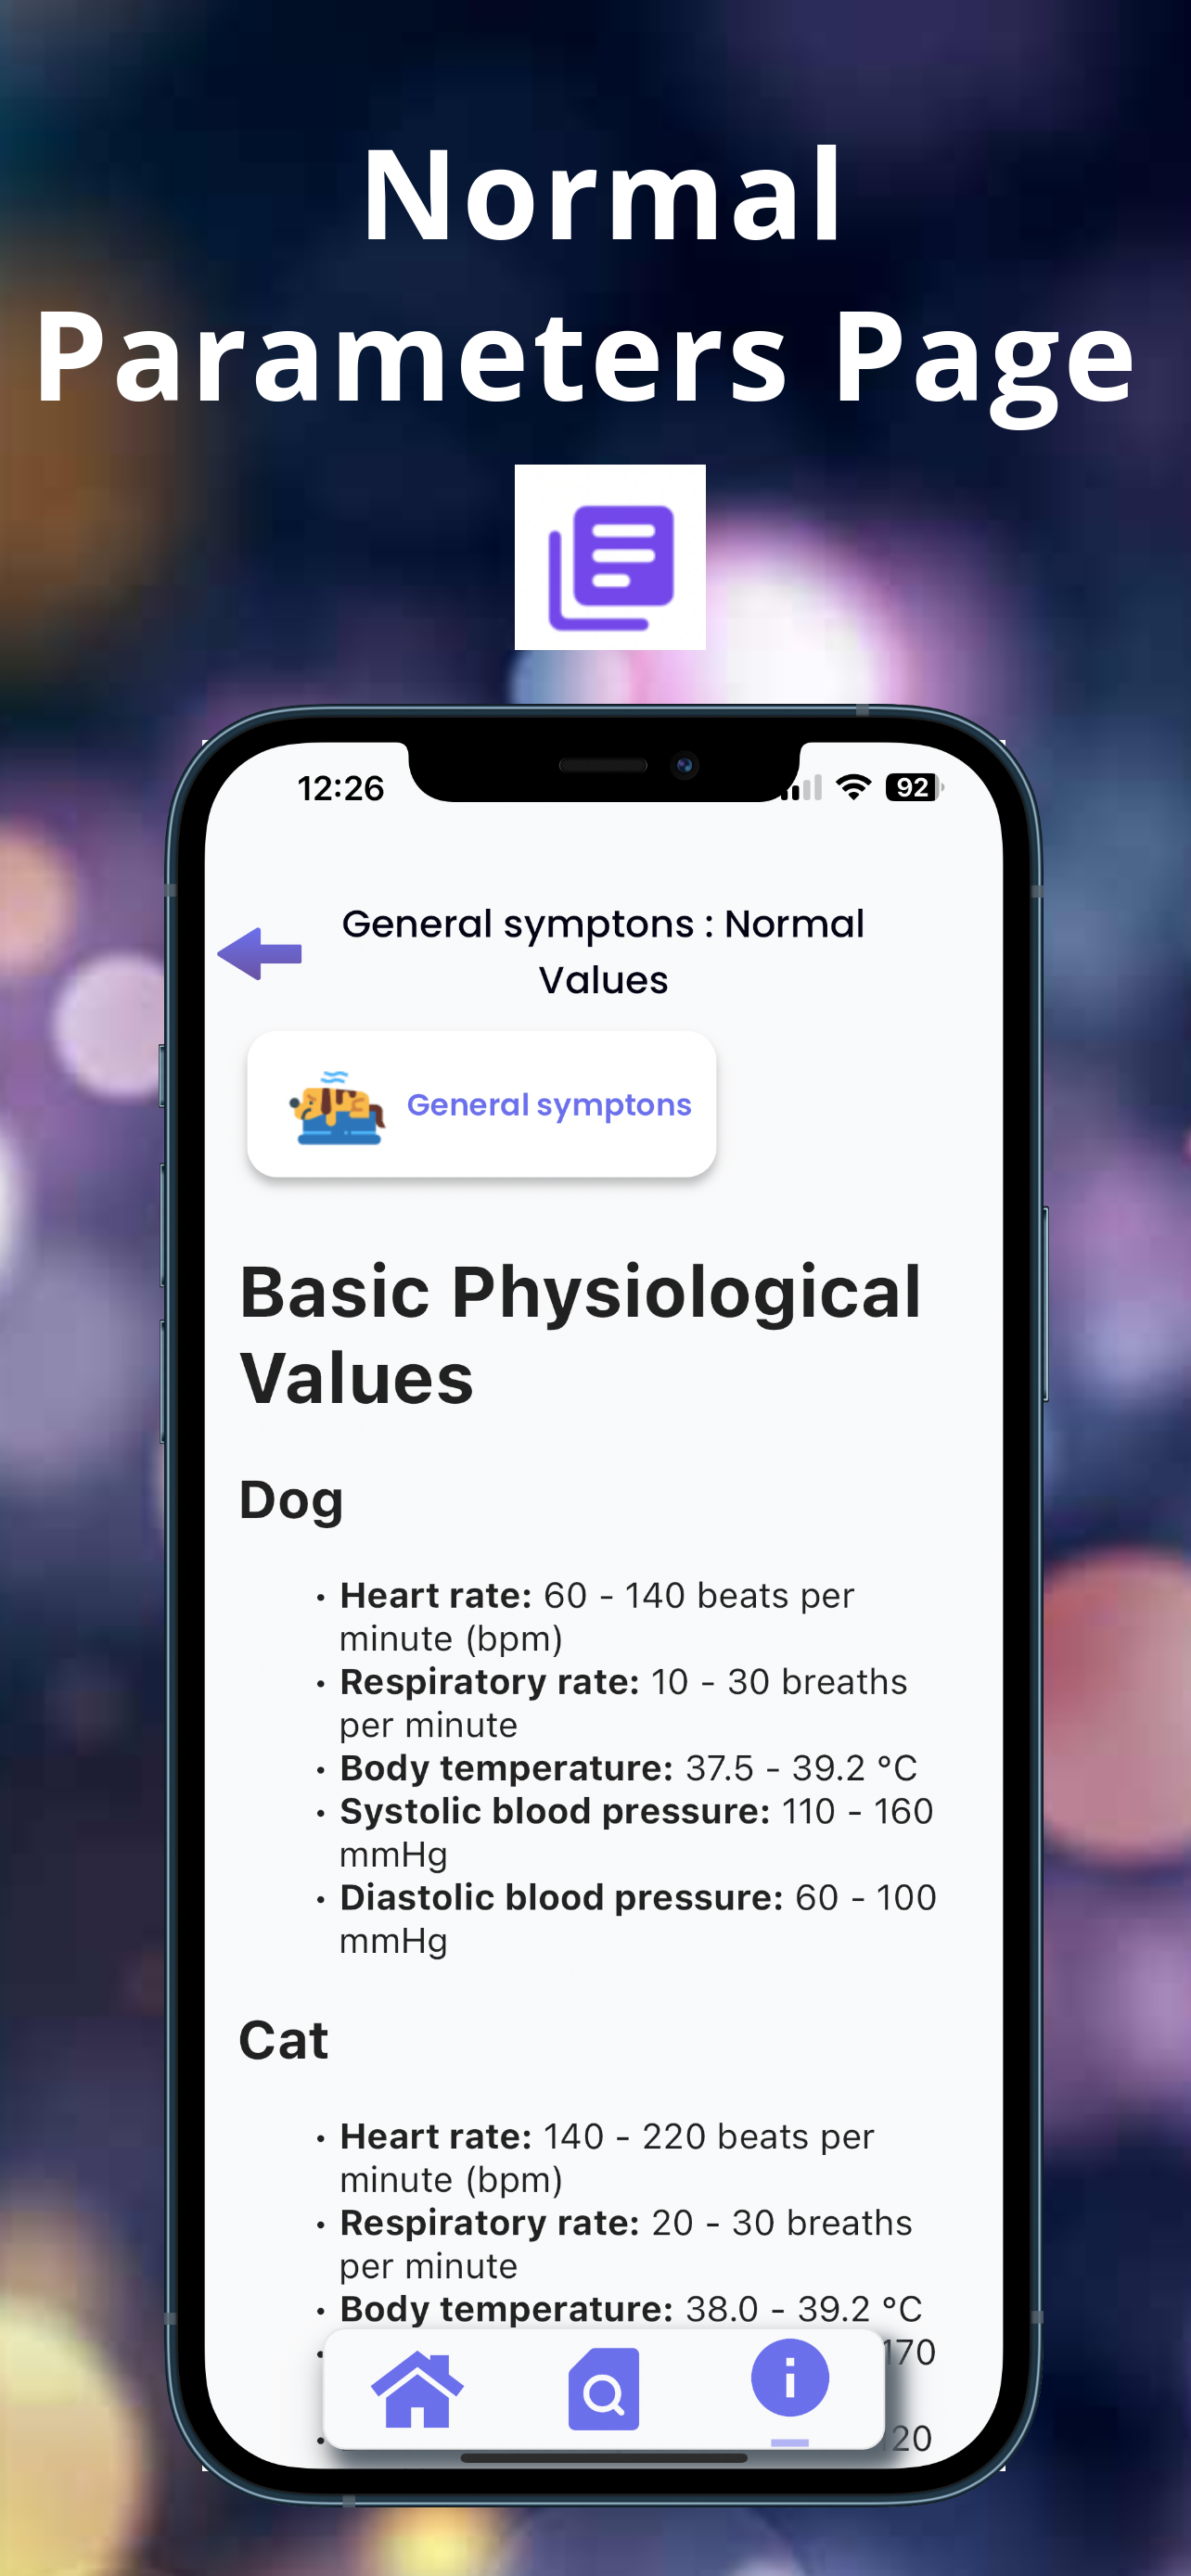 Normal
Parameters Page
12:26
92
General symptons : Normal
Values
General symptons
Basic Physiological
Values
Dog
• Heart rate: 60 - 140 beats per
minute (bpm)
• Respiratory rate: 10 - 30 breaths
per minute
• Body temperature: 37.5 - 39.2 °C
• Systolic blood pressure: 110 - 160
mmHg
• Diastolic blood pressure: 60 - 100
mmHg
Cat
• Heart rate: 140 - 220 beats per
minute (bpm)
• Respiratory rate: 20 - 30 breaths
per minute
• Body temperature: 38.0 - 39.2 °C
170
20